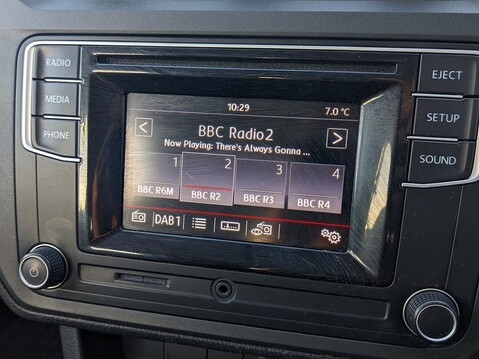 RADIO
MEDIA
PHONE
EJECT
SETUP
SOUND
10:29 7.0 °C
BBC Radio2
Now Playing: There's Always Gonna ...
1 2 3 4
BBC R6M BBC R2 BBC R3 BBC R4
DAB1